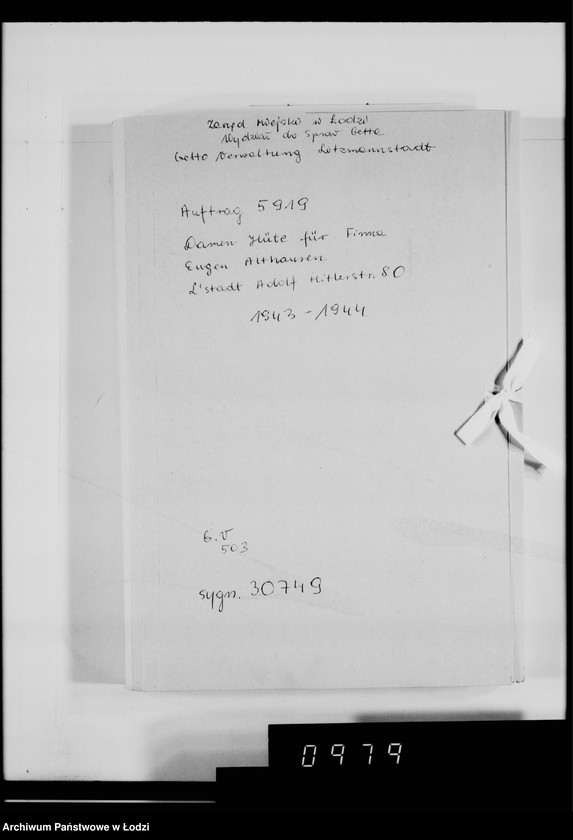 Zarząd Miejski w Łodzi
Wydział do Spraw Getta
Getto Verwaltung Litzmannstadt
Auftrag 5919
Damen Hüte für Firma
Eugen Althausen
L'stadt Adolf Hitlerstr. 80
1943-1944
G.V
503
sygn. 30749
0979
Archiwum Państwowe w Łodzi